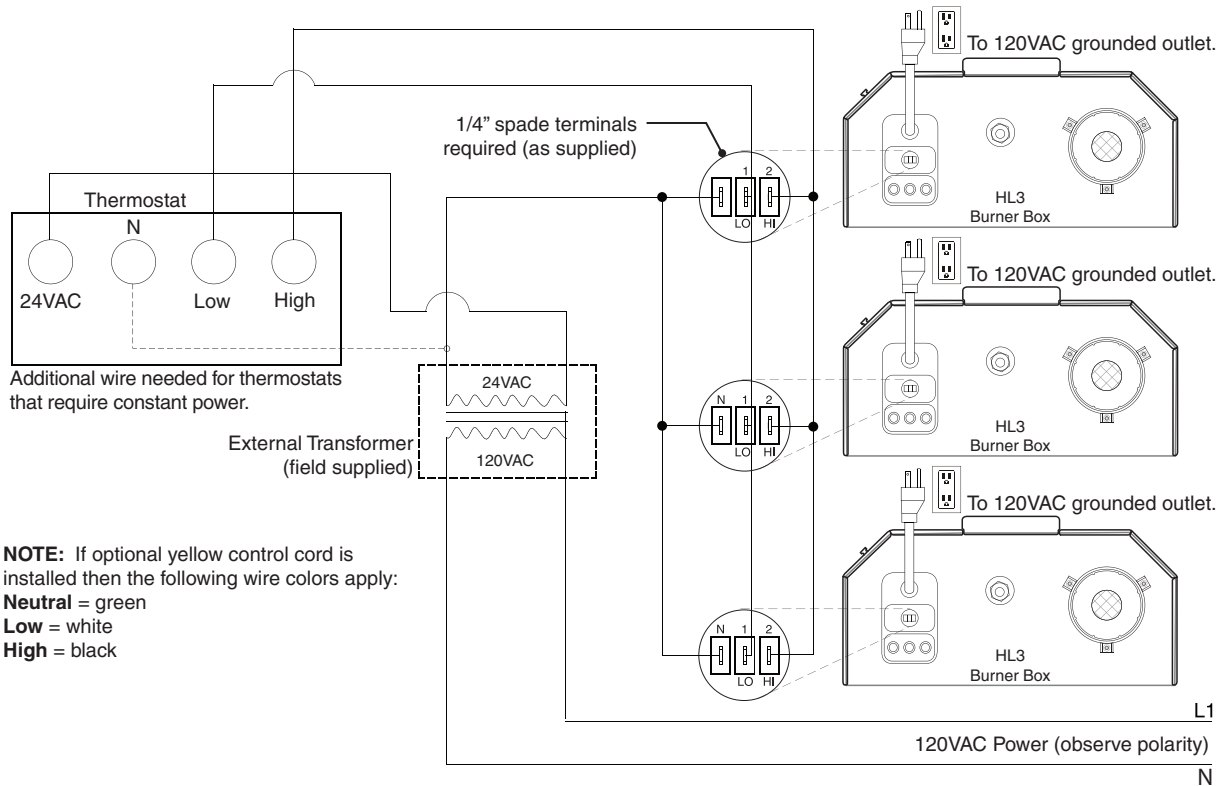 To 120VAC grounded outlet.
1/4” spade terminals
required (as supplied)
1 2
LO HI
HL3
Burner Box
Thermostat
N
24VAC Low High
Additional wire needed for thermostats
that require constant power.
To 120VAC grounded outlet.
24VAC
External Transformer
(field supplied)
120VAC
N 1 2
LO HI
HL3
Burner Box
To 120VAC grounded outlet.
NOTE: If optional yellow control cord is
installed then the following wire colors apply:
Neutral = green
Low = white
High = black
N 1 2
LO HI
HL3
Burner Box
L1
120VAC Power (observe polarity)
N